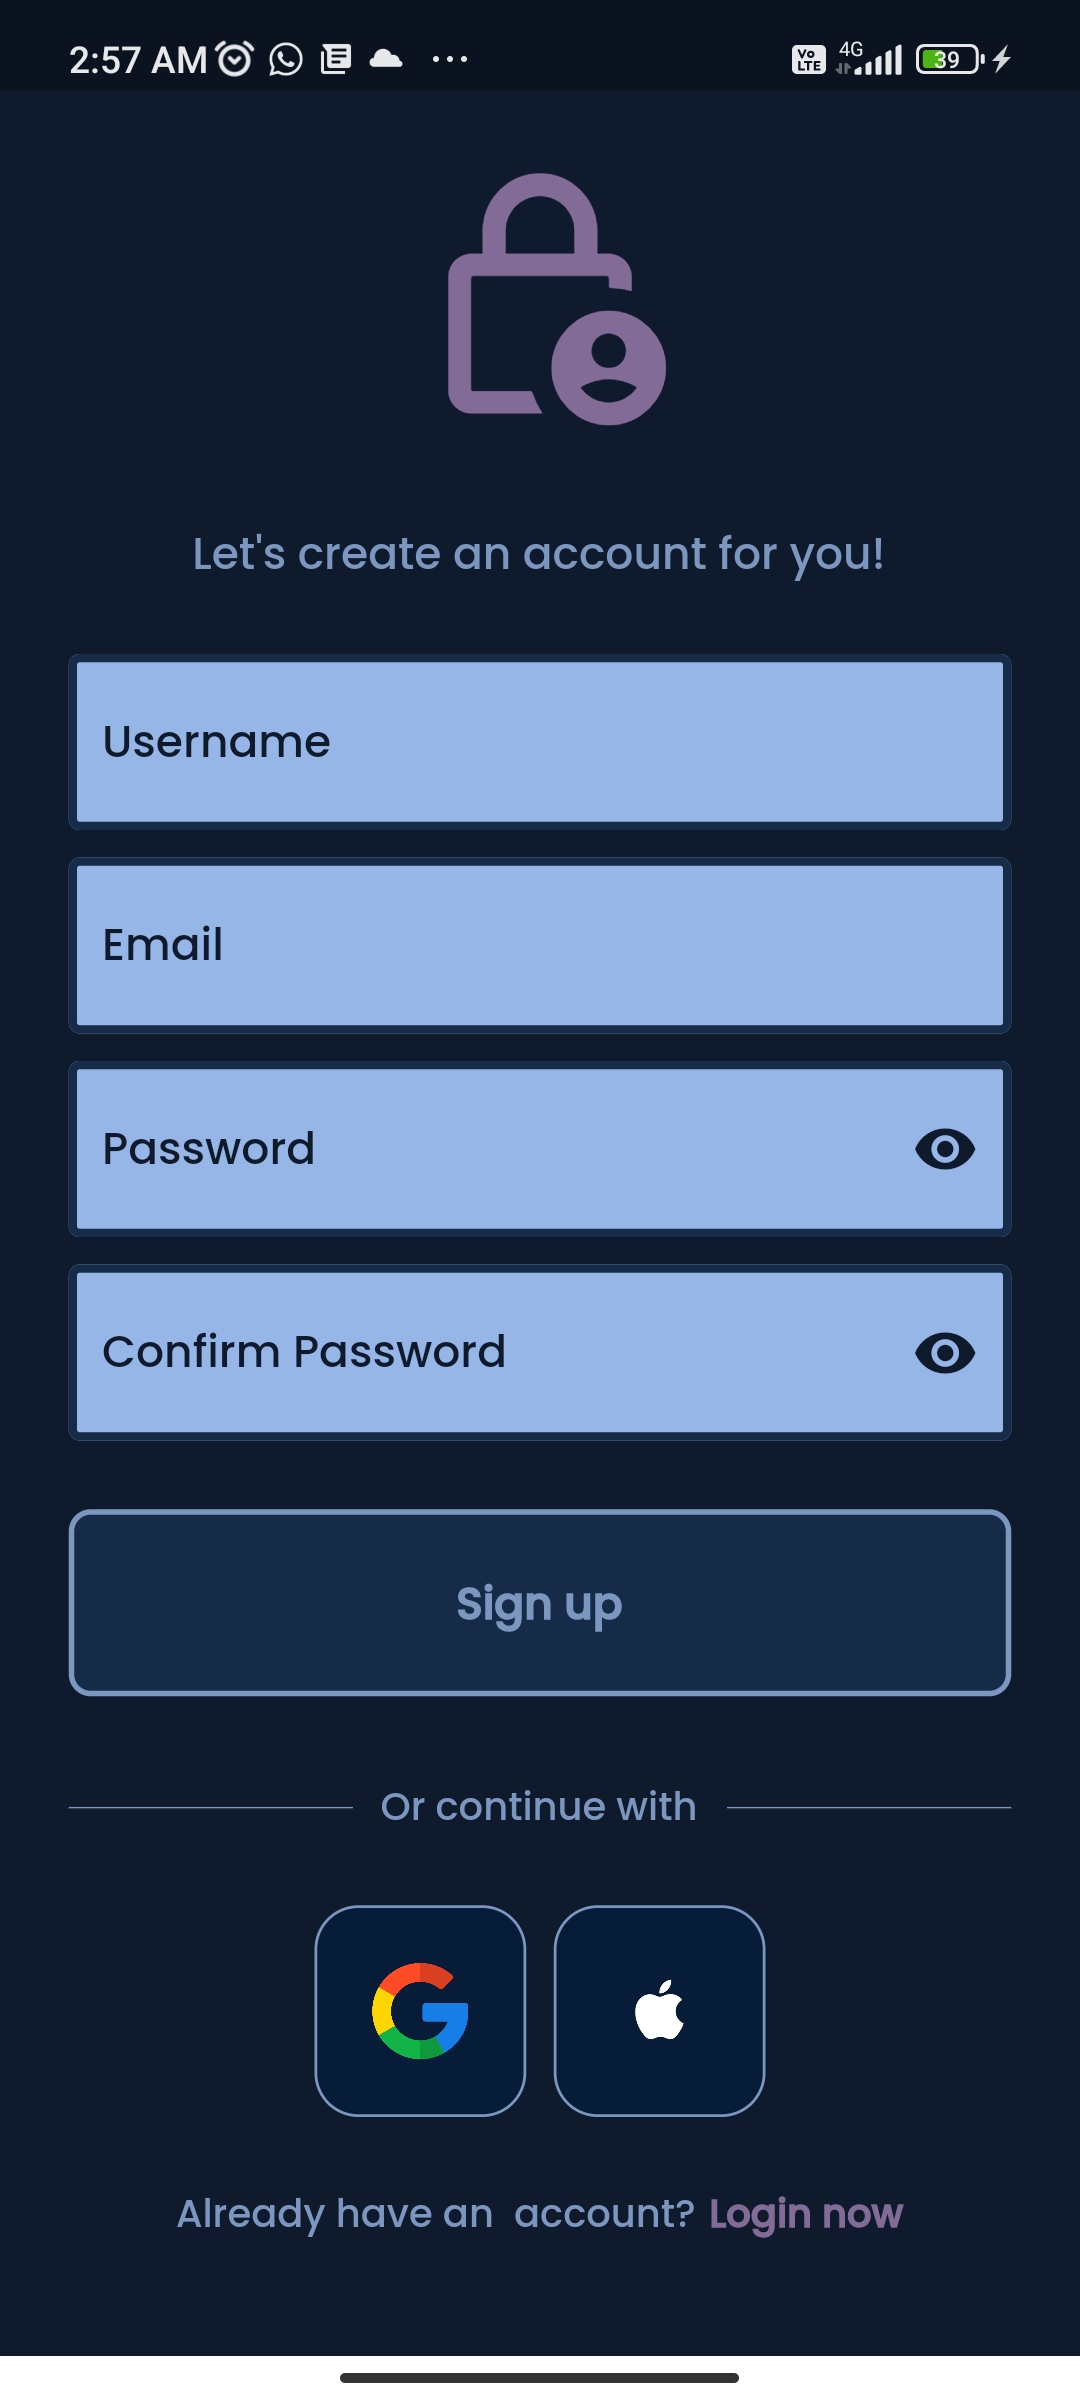 2:57 AM
Vo LTE 4G 39
Let's create an account for you!
Username
Email
Password
Confirm Password
Sign up
Or continue with
Already have an  account? Login now